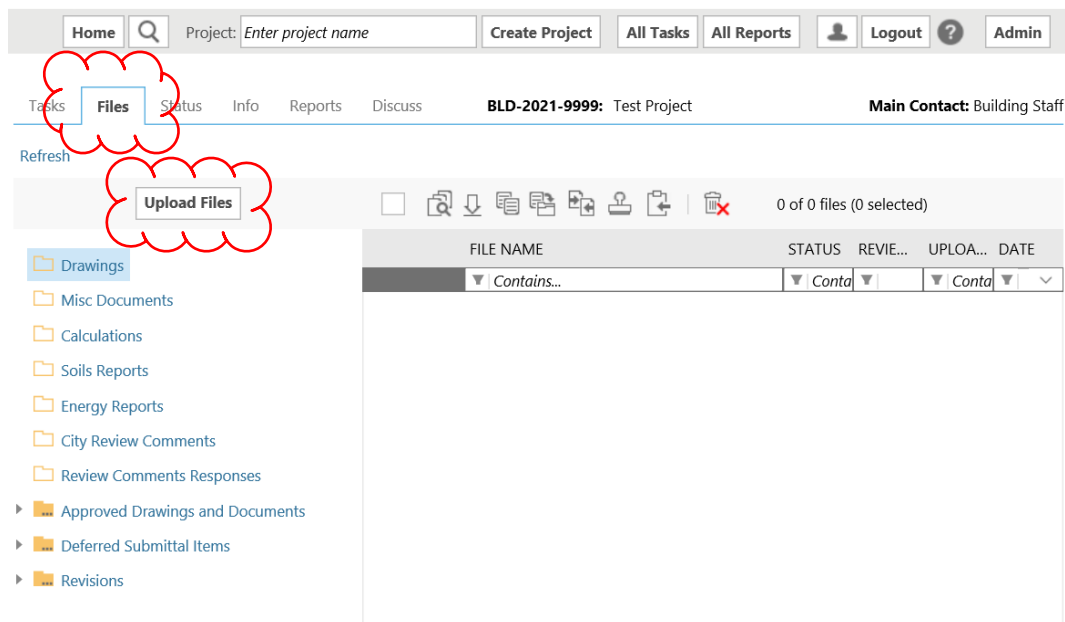 Home Project: Enter project name Create Project All Tasks All Reports Logout ? Admin
Tasks Files Status Info Reports Discuss BLD-2021-9999: Test Project Main Contact: Building Staff
Refresh
Upload Files 0 of 0 files (0 selected)
FILE NAME STATUS REVIE... UPLOA... DATE
Contains... Conta Conta
Drawings
Misc Documents
Calculations
Soils Reports
Energy Reports
City Review Comments
Review Comments Responses
Approved Drawings and Documents
Deferred Submittal Items
Revisions